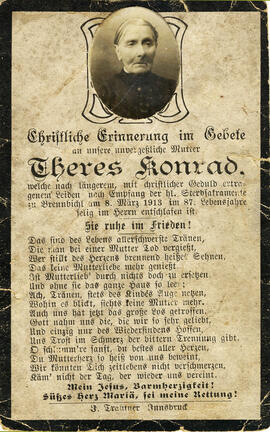 Christliche Erinnerung im Gebete
an unsere unvergeßliche Mutter
Theres Konrad,
welche nach längerem, mit christlicher Geduld ertra-
genem Leiden nach Empfang der hl. Sterbsakramente
zu Brennbichl am 8. März 1913 im 87. Lebensjahre
selig im Herrn entschlafen ist.
Sie ruhe im Frieden!
Das sind des Lebens allerschwerste Tränen,
Die man bei einer Mutter Tod vergießt,
Wer stillt des Herzens brennend heißes Sehnen,
Das keine Mutterliebe mehr genießt.
Ist Mutterlieb' durch nichts doch zu ersetzen
Und ohne sie das ganze Haus so leer;
Ach, Tränen, stets des Kindes Auge netzen,
Wohin es blickt, sichts keine Mutter mehr.
Auch uns hat jetzt das große Los getroffen,
Gott nahm uns die, die wir so sehr geliebt,
Und einzig nur des Wiederfindens Hoffen,
Uns Trost im Schmerz der bittern Trennung gibt.
O schlumm're sanft, du bestes aller Herzen,
Du Mutterherz so heiß von uns beweint,
Wir könnten Dich zeitlebens nicht verschmerzen,
Käm' nicht der Tag, der wieder uns vereint.
Mein Jesus, Barmherzigkeit!
Süßes Herz Mariä, sei meine Rettung!
J. Trautner Innsbruck